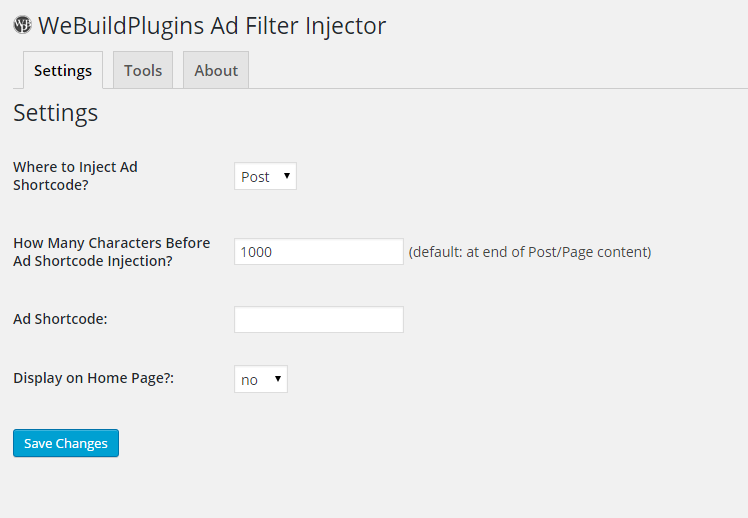 WeBuildPlugins Ad Filter Injector
Settings Tools About
Settings
Where to Inject Ad
Shortcode?
Post
How Many Characters Before
Ad Shortcode Injection?
1000 (default: at end of Post/Page content)
Ad Shortcode:
Display on Home Page?:
no
Save Changes